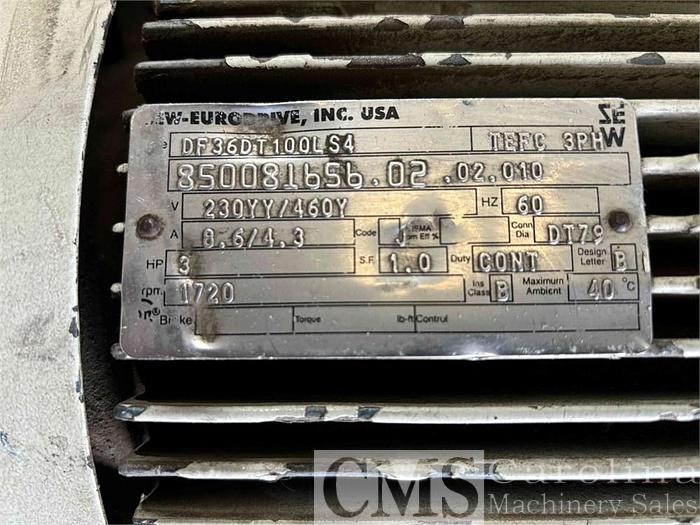 EW-EURODRIVE, INC. USA SEW
e DF36DT100LS4 TEFC 3PH
850081656.02.02.010
V 230YY/460Y HZ 60
A 8.6/4.3 Code J NEMA Nom Eff % Conn Dia DT79
HP 3 S.F. 1.0 Duty CONT Design Letter B
rpm 1720 Ins Class B Maximum Ambient 40 °C
Brake Torque lb-ft Control
CMS Carolina
Machinery Sales